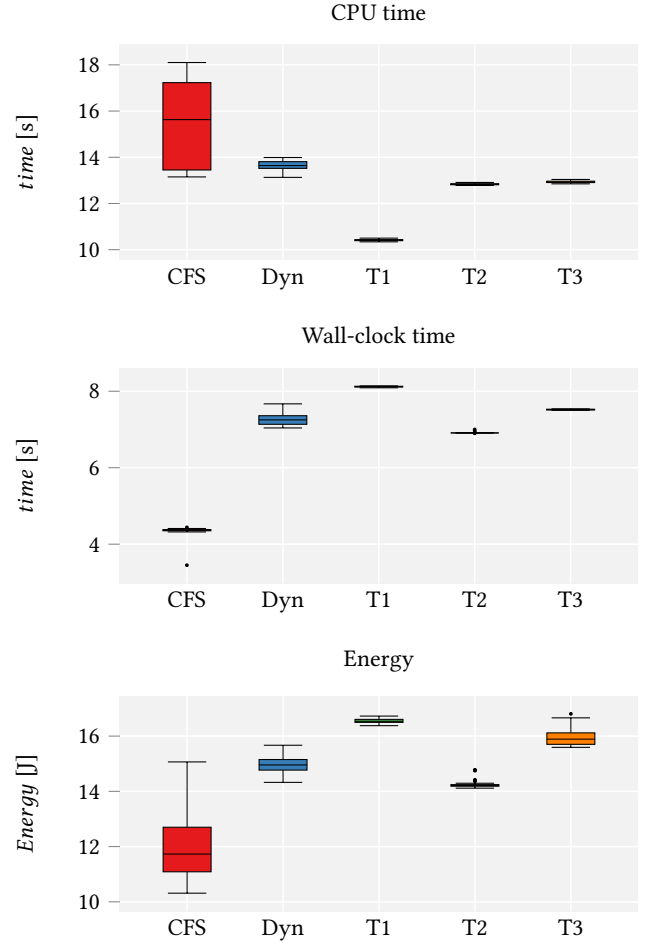 CPU time
time [s]
18
16
14
12
10
CFS Dyn T1 T2 T3
Wall-clock time
time [s]
8
6
4
CFS Dyn T1 T2 T3
Energy
Energy [J]
16
14
12
10
CFS Dyn T1 T2 T3